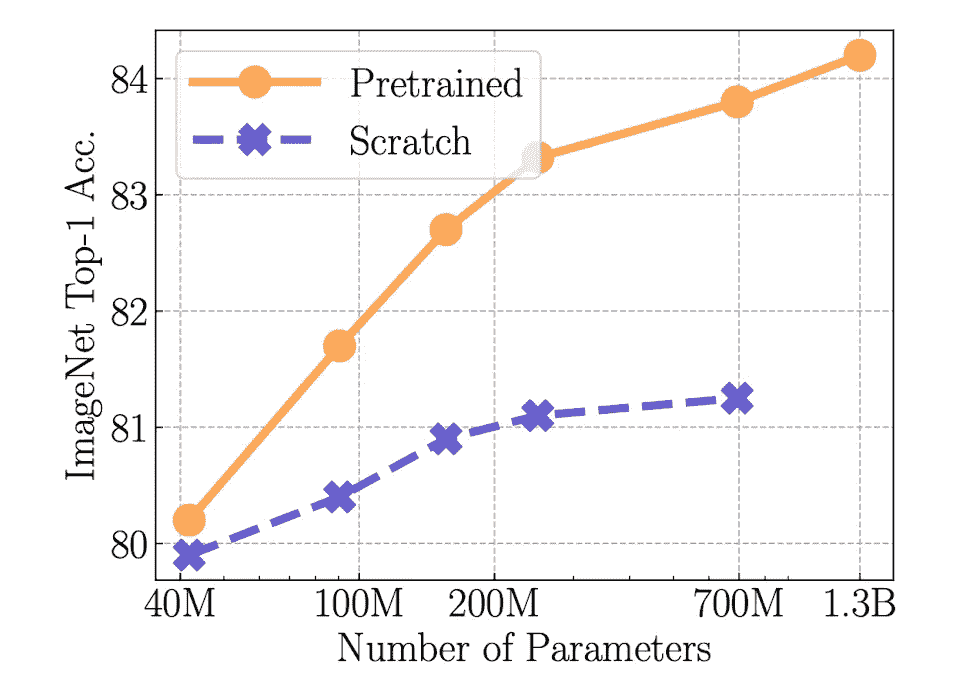 Pretrained
Scratch
84
83
82
81
80
ImageNet Top-1 Acc.
40M 100M 200M 700M 1.3B
Number of Parameters